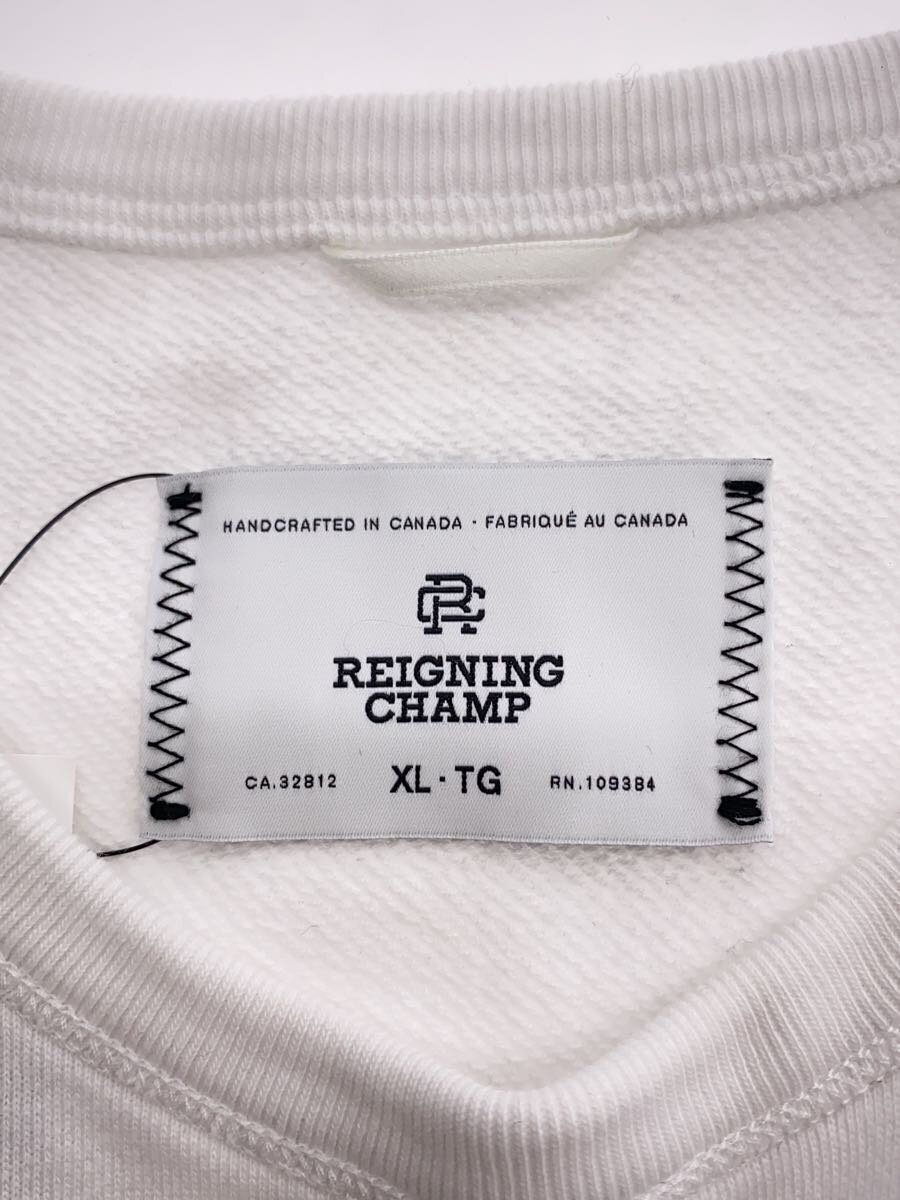 HANDCRAFTED IN CANADA · FABRIQUÉ AU CANADA
RC
REIGNING
CHAMP
CA.32812 XL · TG RN.109384